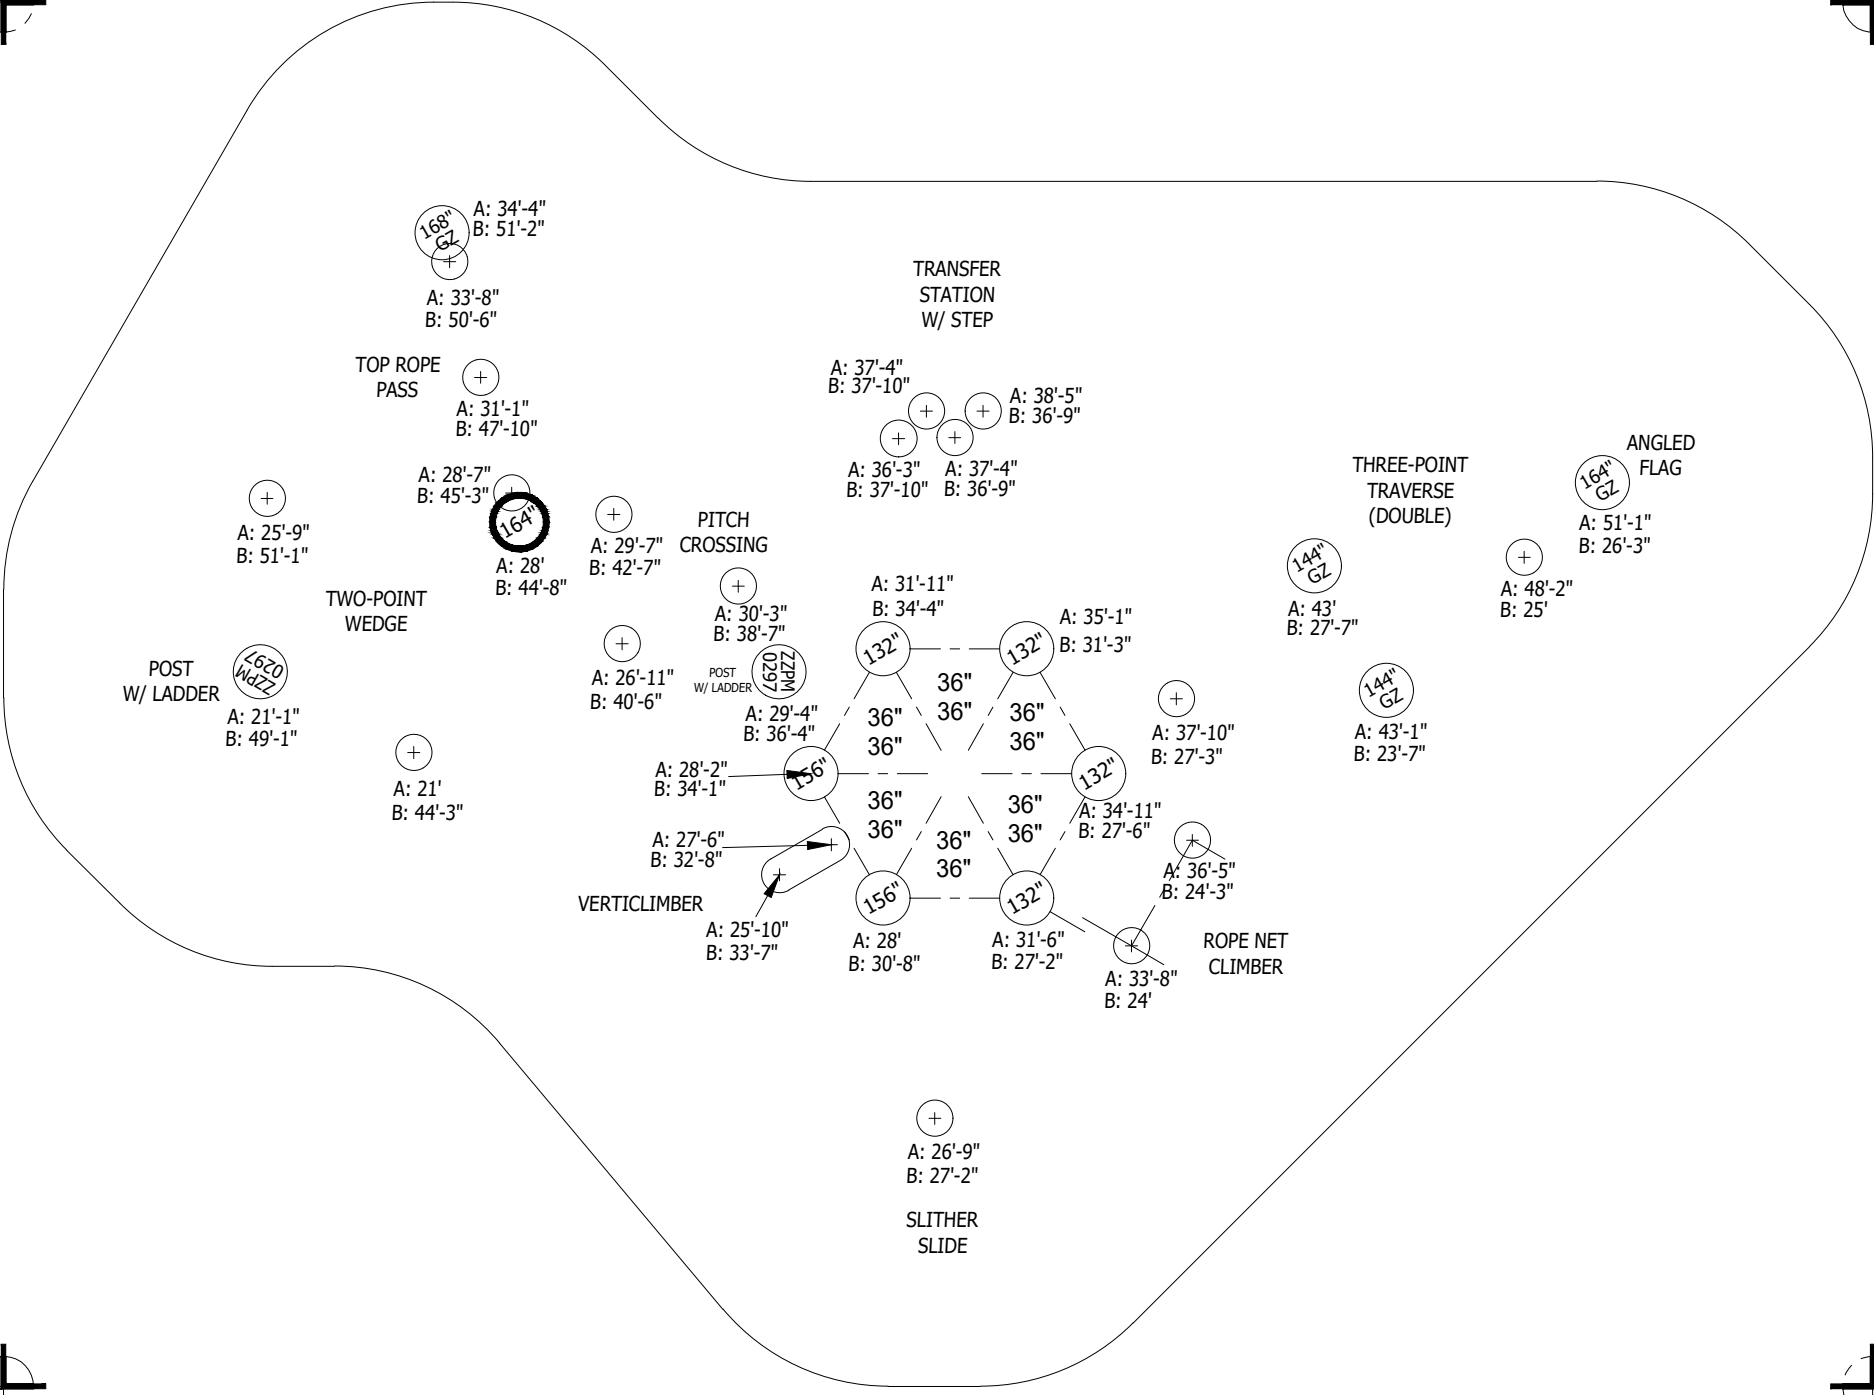 168"
GZ
A: 34'-4"
B: 51'-2"
A: 33'-8"
B: 50'-6"
TOP ROPE
PASS
A: 31'-1"
B: 47'-10"
TRANSFER
STATION
W/ STEP
A: 37'-4"
B: 37'-10"
A: 38'-5"
B: 36'-9"
A: 36'-3"
B: 37'-10"
A: 37'-4"
B: 36'-9"
A: 28'-7"
B: 45'-3"
164"
A: 28'
B: 44'-8"
A: 25'-9"
B: 51'-1"
A: 29'-7"
B: 42'-7"
PITCH
CROSSING
THREE-POINT
TRAVERSE
(DOUBLE)
ANGLED
FLAG
164"
GZ
A: 51'-1"
B: 26'-3"
144"
GZ
A: 43'
B: 27'-7"
A: 48'-2"
B: 25'
TWO-POINT
WEDGE
A: 30'-3"
B: 38'-7"
A: 31'-11"
B: 34'-4"
132"
A: 35'-1"
B: 31'-3"
132"
POST
W/ LADDER
ZZPM
0297
A: 21'-1"
B: 49'-1"
A: 26'-11"
B: 40'-6"
POST
W/ LADDER
ZZPM
0297
A: 29'-4"
B: 36'-4"
36"
36"
36"
36"
36"
36"
A: 37'-10"
B: 27'-3"
144"
GZ
A: 43'-1"
B: 23'-7"
A: 21'
B: 44'-3"
A: 28'-2"
B: 34'-1"
156"
132"
A: 34'-11"
B: 27'-6"
36"
36"
36"
36"
36"
36"
A: 27'-6"
B: 32'-8"
VERTICLIMBER
A: 25'-10"
B: 33'-7"
156"
A: 28'
B: 30'-8"
132"
A: 31'-6"
B: 27'-2"
A: 36'-5"
B: 24'-3"
A: 33'-8"
B: 24'
ROPE NET
CLIMBER
A: 26'-9"
B: 27'-2"
SLITHER
SLIDE